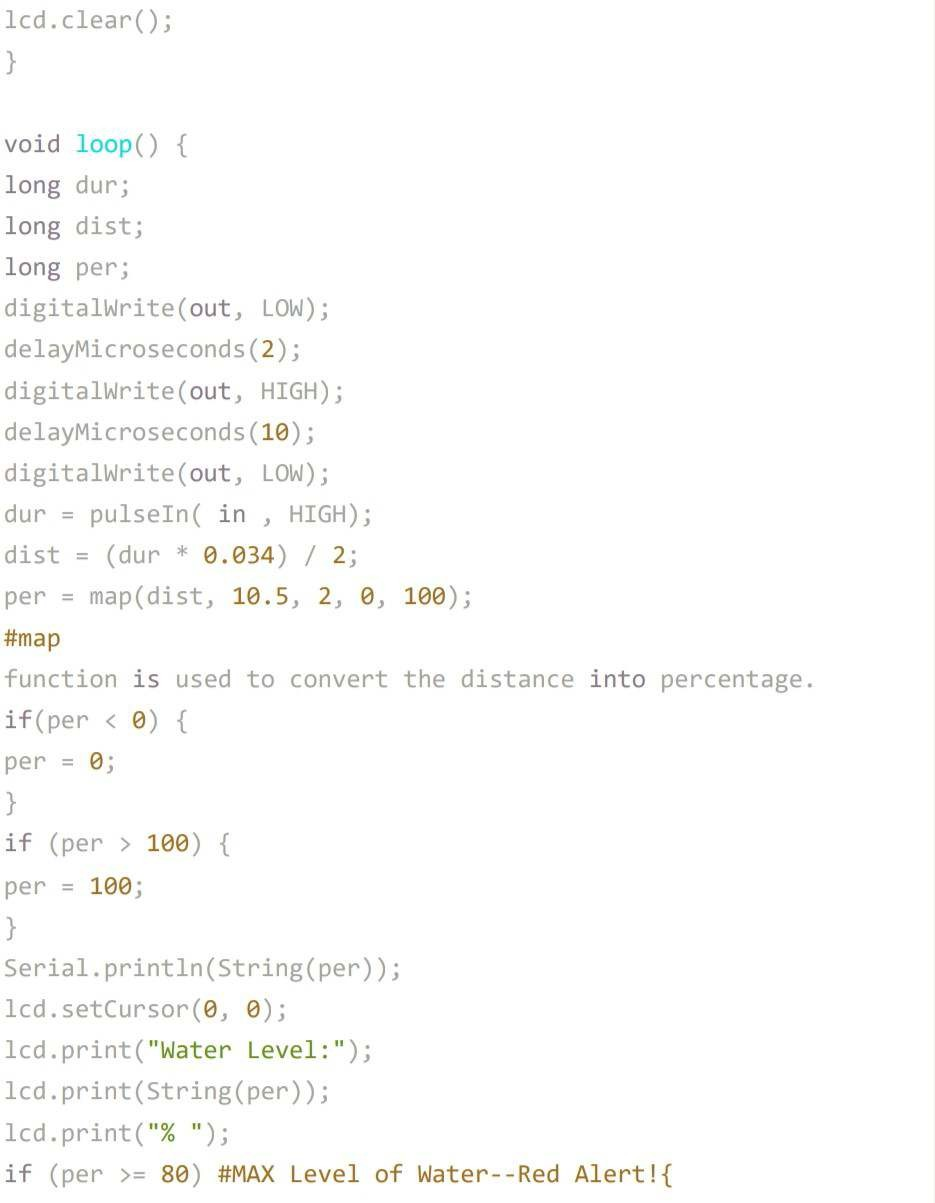 lcd.clear();
}
void loop() {
long dur;
long dist;
long per;
digitalWrite(out, LOW);
delayMicroseconds(2);
digitalWrite(out, HIGH);
delayMicroseconds(10);
digitalWrite(out, LOW);
dur = pulseIn( in , HIGH);
dist = (dur * 0.034) / 2;
per = map(dist, 10.5, 2, 0, 100);
#map
function is used to convert the distance into percentage.
if(per < 0) {
per = 0;
}
if (per > 100) {
per = 100;
}
Serial.println(String(per));
lcd.setCursor(0, 0);
lcd.print("Water Level:");
lcd.print(String(per));
lcd.print("% ");
if (per >= 80) #MAX Level of Water--Red Alert!{